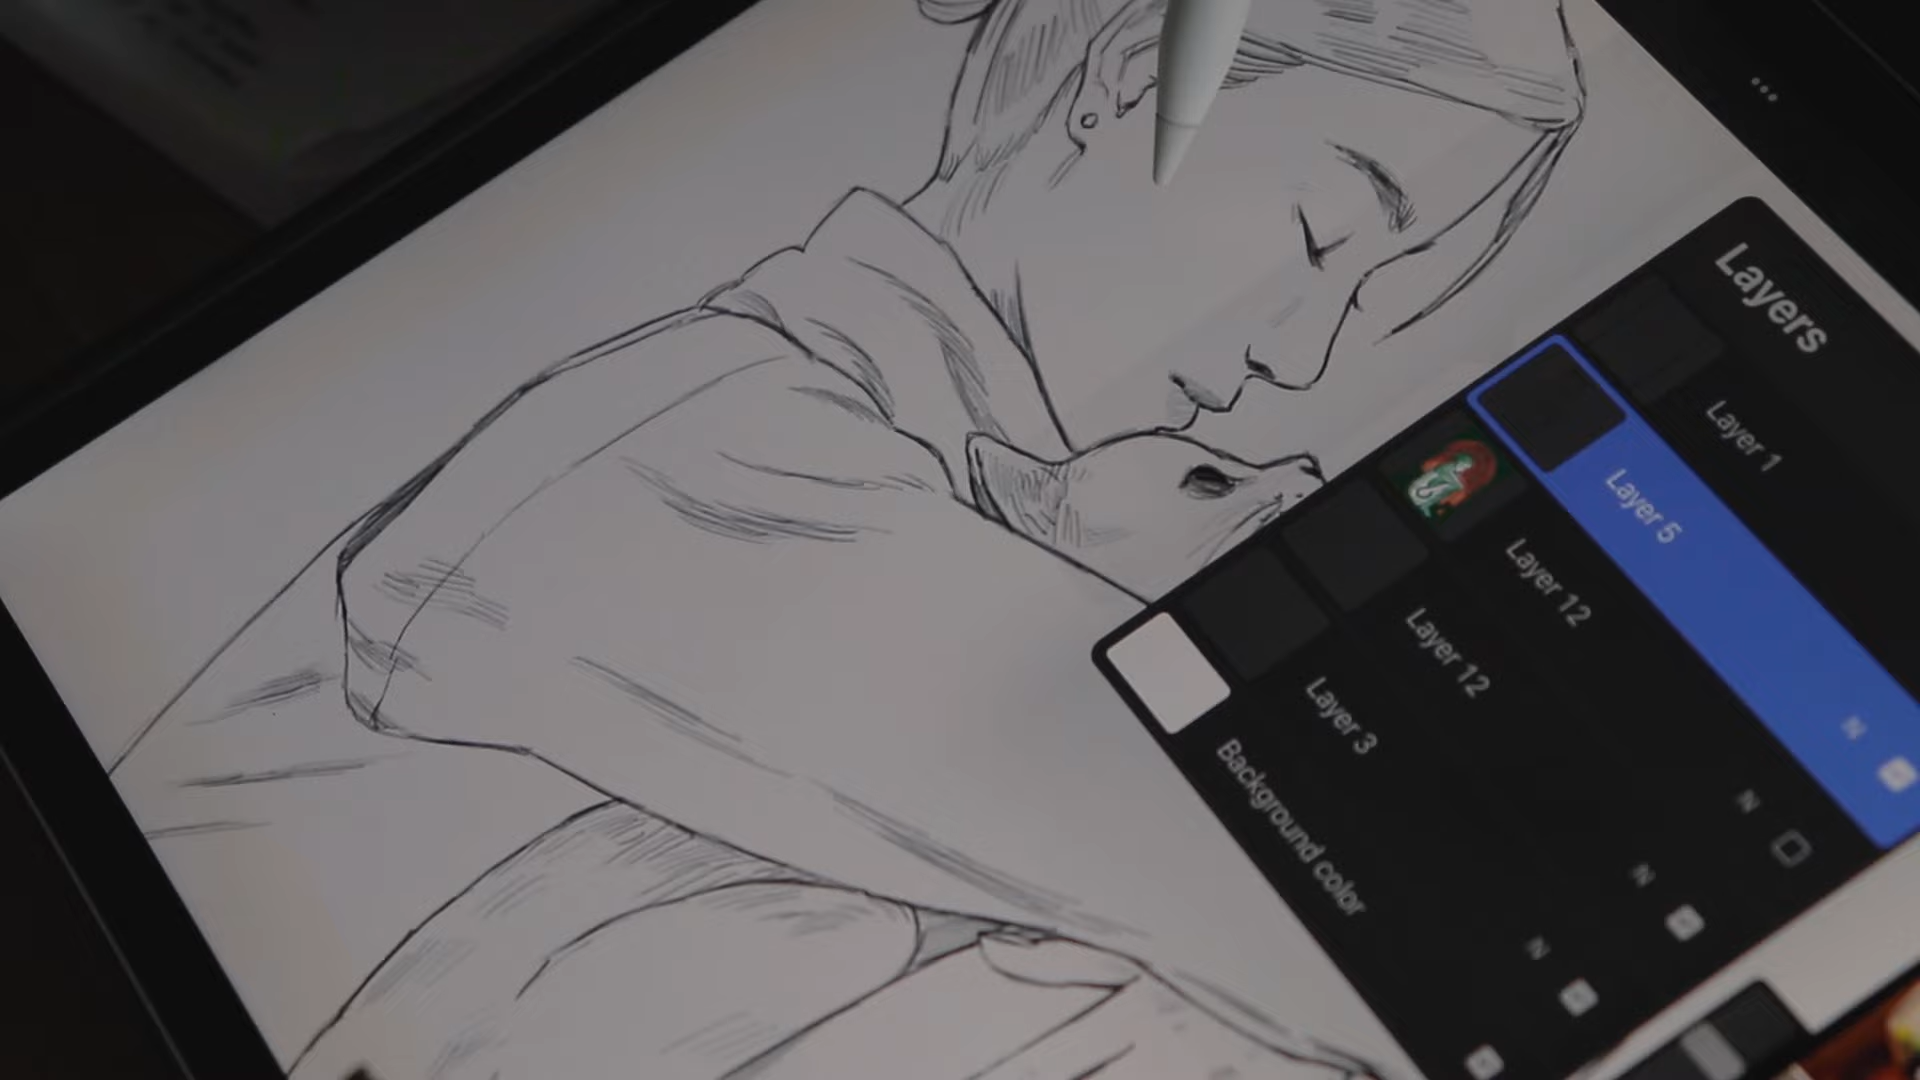 Layers
Layer 1
Layer 5
N
Layer 12
N
Layer 12
N
Layer 3
N
Background color